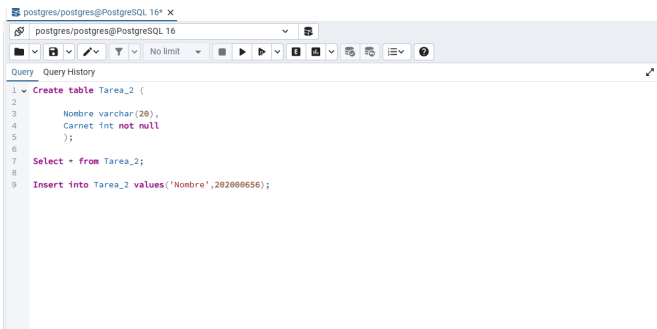 postgres/postgres@PostgreSQL 16*
postgres/postgres@PostgreSQL 16
No limit
E
Query Query History
1 Create table Tarea_2 (
2
3 Nombre varchar(20),
4 Carnet int not null
5 );
6
7 Select * from Tarea_2;
8
9 Insert into Tarea_2 values('Nombre',202000656);